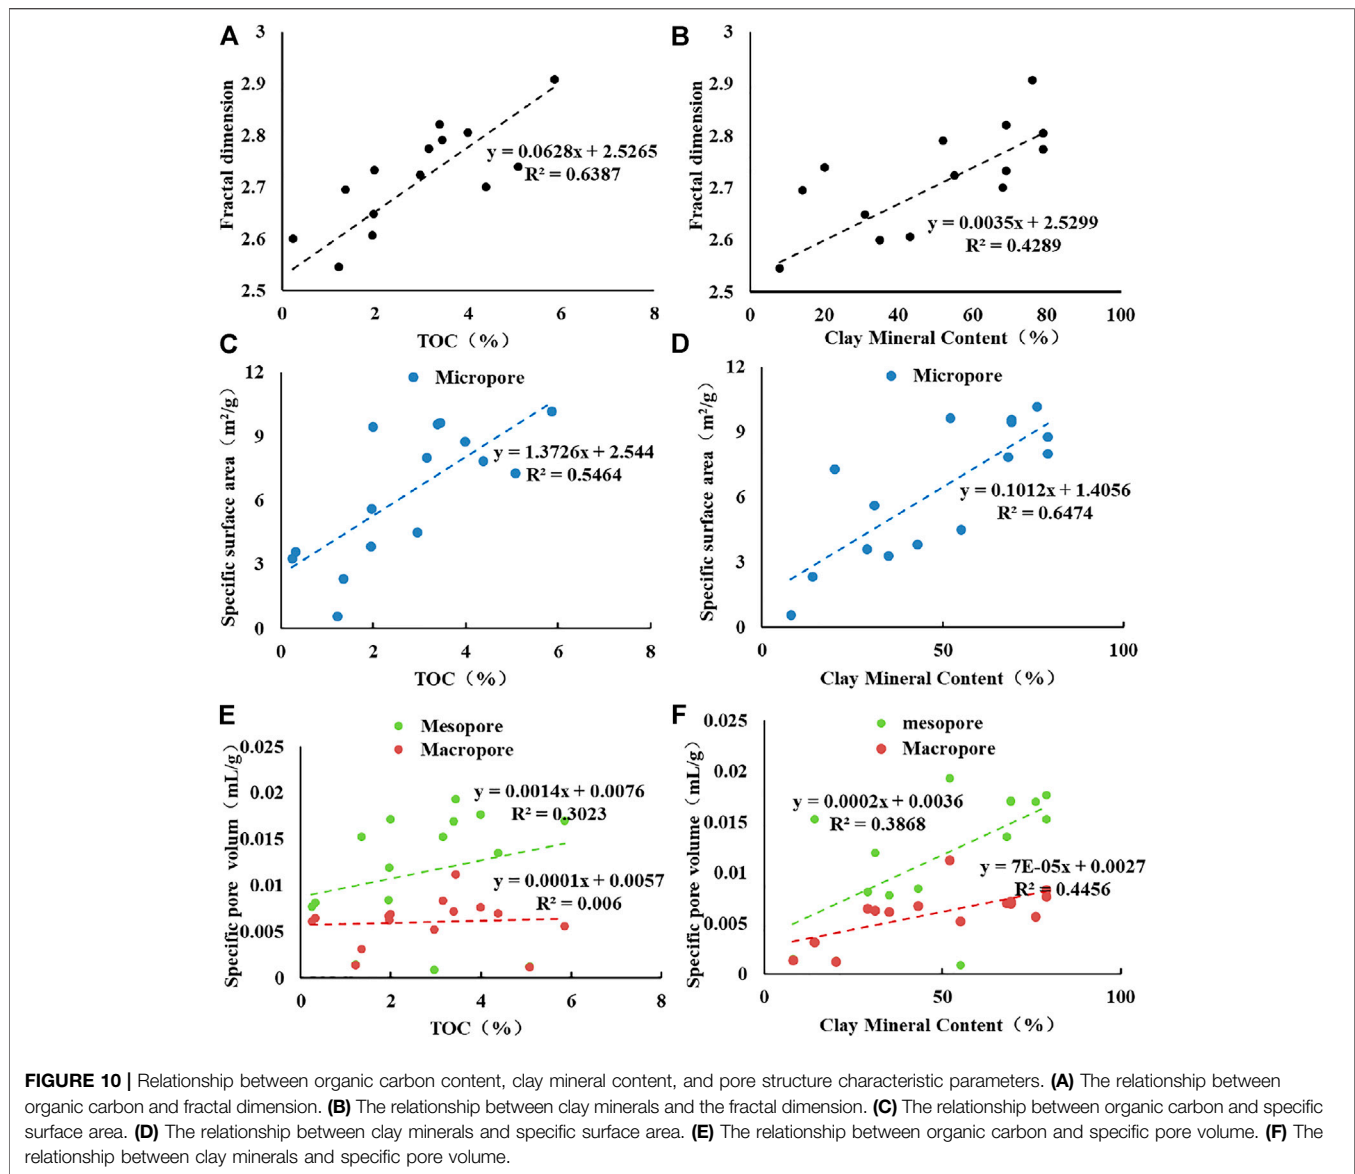 A
3
2.9
2.8
2.7
2.6
2.5
Fractal dimension
y = 0.0628x + 2.5265
R² = 0.6387
0 2 4 6 8
TOC（%）
B
3
2.9
2.8
2.7
2.6
2.5
Fractal dimension
y = 0.0035x + 2.5299
R² = 0.4289
0 20 40 60 80 100
Clay Mineral Content（%）
C
Micropore
12
9
6
3
0
Specific surface area（m²/g）
y = 1.3726x + 2.544
R² = 0.5464
0 2 4 6 8
TOC（%）
D
Micropore
12
9
6
3
0
Specific surface area（m²/g）
y = 0.1012x + 1.4056
R² = 0.6474
0 50 100
Clay Mineral Content（%）
E
Mesopore
Macropore
0.025
0.02
0.015
0.01
0.005
0
Specific pore volum（mL/g）
y = 0.0014x + 0.0076
R² = 0.3023
y = 0.0001x + 0.0057
R² = 0.006
0 2 4 6 8
TOC（%）
F
mesopore
Macropore
0.025
0.02
0.015
0.01
0.005
0
Specific pore volume（mL/g）
y = 0.0002x + 0.0036
R² = 0.3868
y = 7E-05x + 0.0027
R² = 0.4456
0 50 100
Clay Mineral Content（%）
FIGURE 10 | Relationship between organic carbon content, clay mineral content, and pore structure characteristic parameters. (A) The relationship between
organic carbon and fractal dimension. (B) The relationship between clay minerals and the fractal dimension. (C) The relationship between organic carbon and specific
surface area. (D) The relationship between clay minerals and specific surface area. (E) The relationship between organic carbon and specific pore volume. (F) The
relationship between clay minerals and specific pore volume.